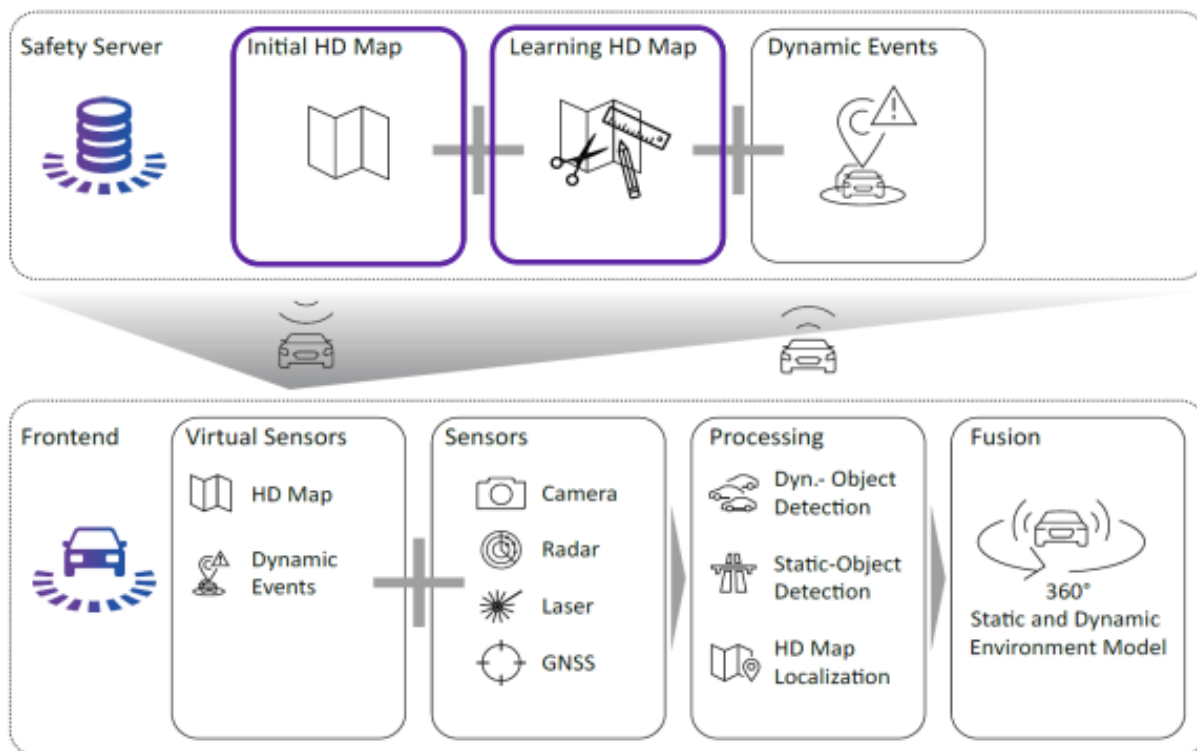 Safety Server
Initial HD Map
Learning HD Map
Dynamic Events
Frontend
Virtual Sensors
HD Map
Dynamic
Events
Sensors
Camera
Radar
Laser
GNSS
Processing
Dyn.- Object
Detection
Static-Object
Detection
HD Map
Localization
Fusion
360°
Static and Dynamic
Environment Model